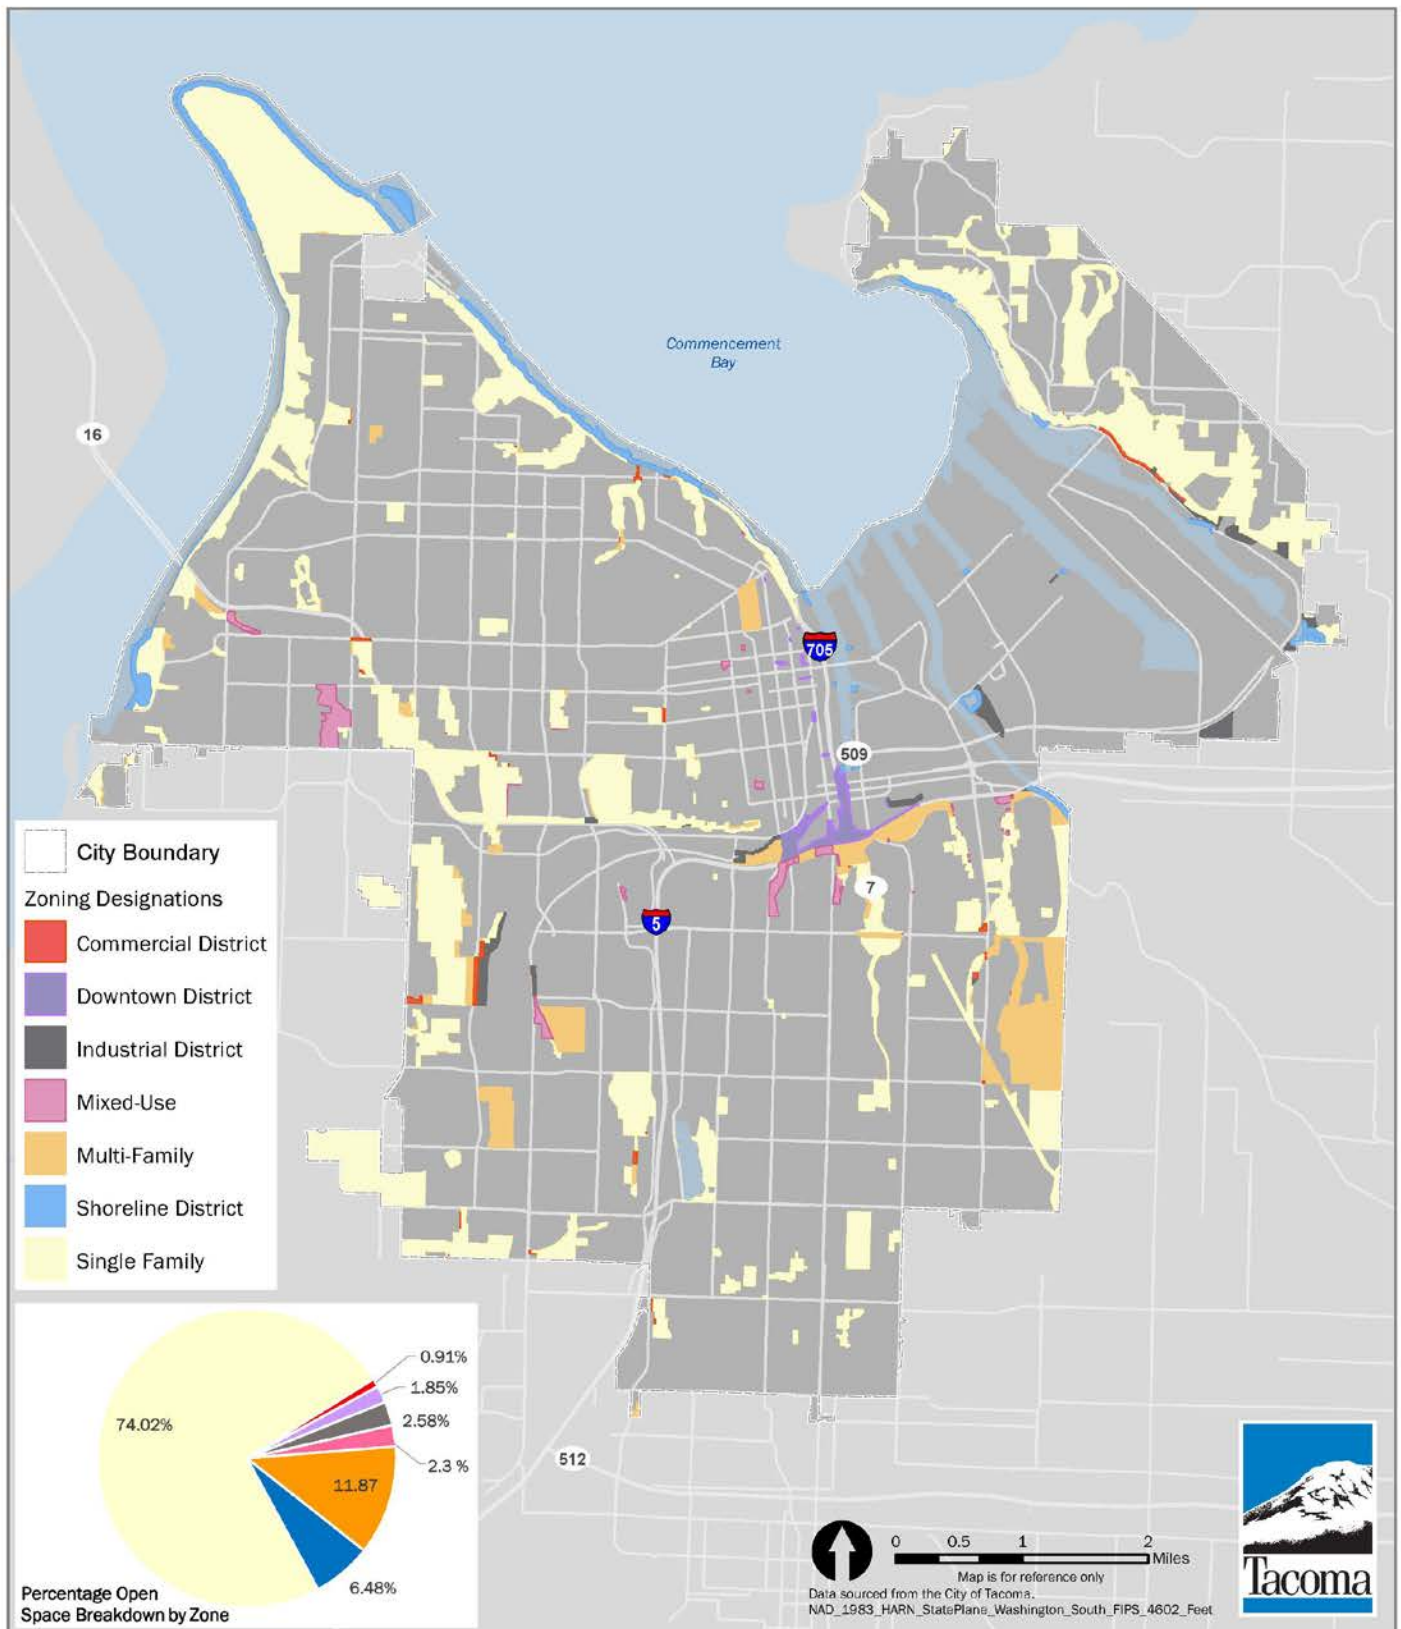 Commencement
Bay
16
705
509
7
5
City Boundary
Zoning Designations
Commercial District
Downtown District
Industrial District
Mixed-Use
Multi-Family
Shoreline District
Single Family
0.91%
1.85%
74.02%
2.58%
2.3 %
11.87
6.48%
Percentage Open
Space Breakdown by Zone
512
0 0.5 1 2
Miles
Map is for reference only
Data sourced from the City of Tacoma.
NAD_1983_HARN_StatePlane_Washington_South_FIPS_4602_Feet
Tacoma